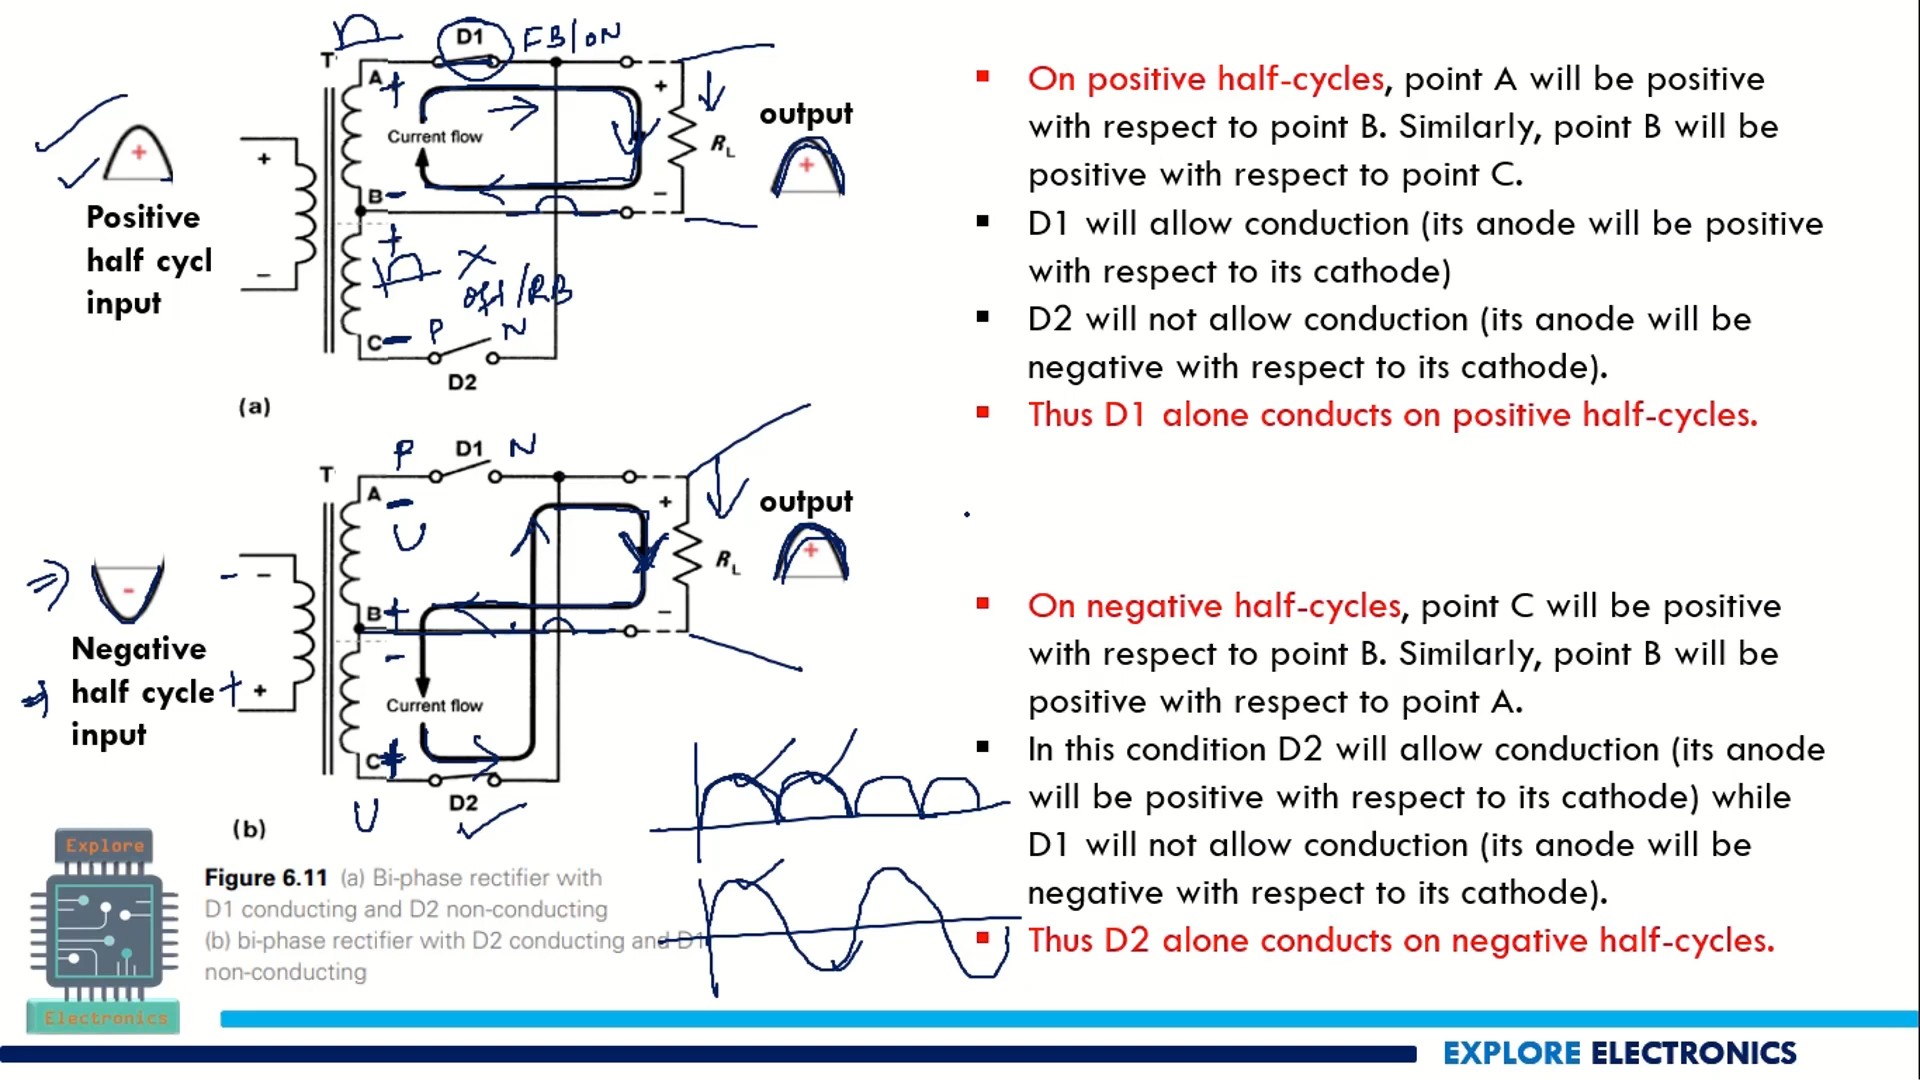 D1
FB/ON
T
A
+
+
Current flow
RL
output
+
+
+
Positive
half cycl
input
B
-
-
-
+
X
off/RB
P
N
C
-
D2
(a)
P
D1
N
T
A
-
+
output
+
RL
-
-
-
B
+
-
Negative
half cycle
input
+
+
-
Current flow
C
+
D2
(b)
Explore
Electronics
Figure 6.11 (a) Bi-phase rectifier with
D1 conducting and D2 non-conducting
(b) bi-phase rectifier with D2 conducting and D1
non-conducting
▪ On positive half-cycles, point A will be positive
with respect to point B. Similarly, point B will be
positive with respect to point C.
▪ D1 will allow conduction (its anode will be positive
with respect to its cathode)
▪ D2 will not allow conduction (its anode will be
negative with respect to its cathode).
▪ Thus D1 alone conducts on positive half-cycles.
▪ On negative half-cycles, point C will be positive
with respect to point B. Similarly, point B will be
positive with respect to point A.
▪ In this condition D2 will allow conduction (its anode
will be positive with respect to its cathode) while
D1 will not allow conduction (its anode will be
negative with respect to its cathode).
▪ Thus D2 alone conducts on negative half-cycles.
EXPLORE ELECTRONICS